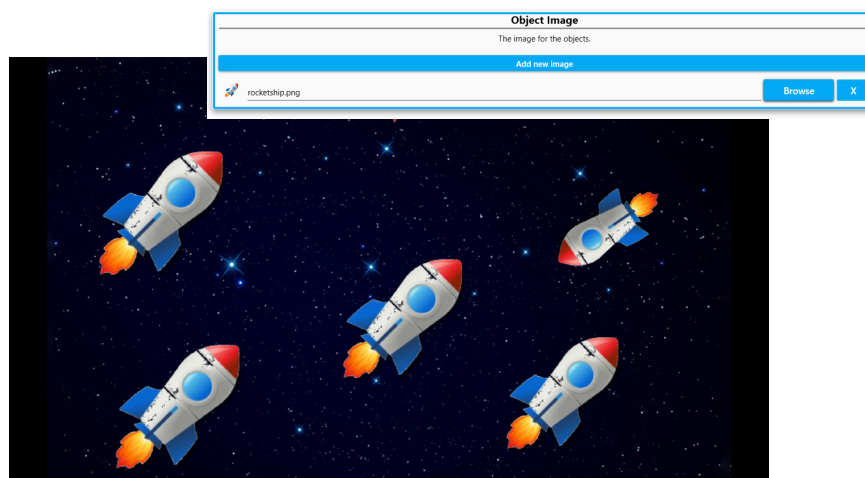 Object Image
The image for the objects.
Add new image
rocketship.png
Browse
X